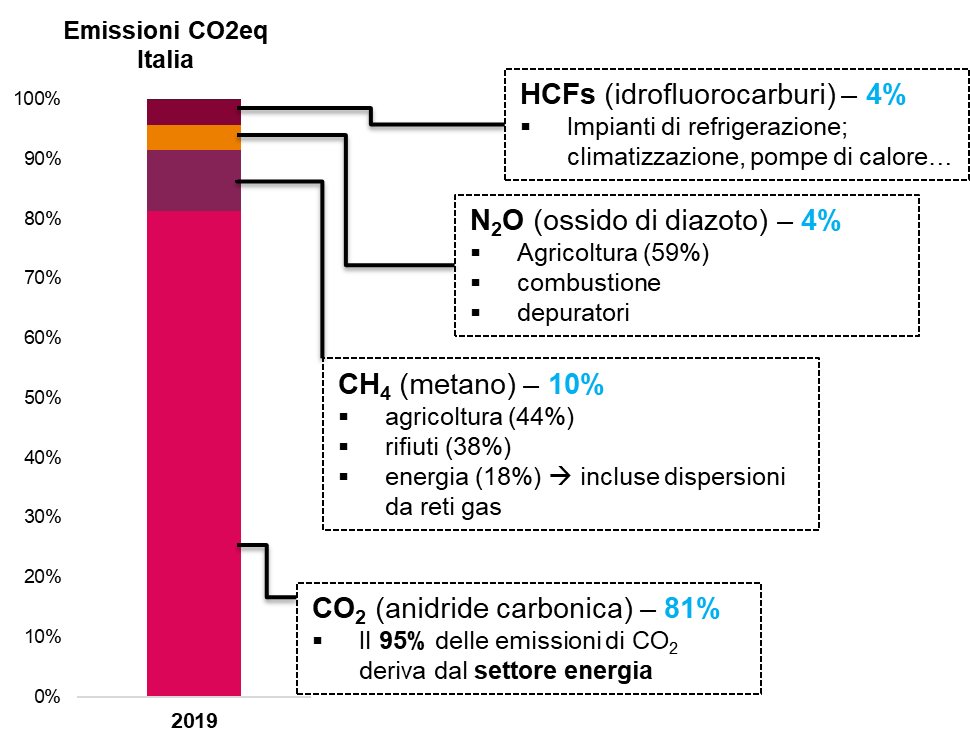 Emissioni CO2eq
Italia
100%
90%
80%
70%
60%
50%
40%
30%
20%
10%
0%
2019
HCFs (idrofluorocarburi) – 4%
▪ Impianti di refrigerazione;
climatizzazione, pompe di calore…
N₂O (ossido di diazoto) – 4%
▪ Agricoltura (59%)
▪ combustione
▪ depuratori
CH₄ (metano) – 10%
▪ agricoltura (44%)
▪ rifiuti (38%)
▪ energia (18%) → incluse dispersioni
da reti gas
CO₂ (anidride carbonica) – 81%
▪ Il 95% delle emissioni di CO₂
deriva dal settore energia